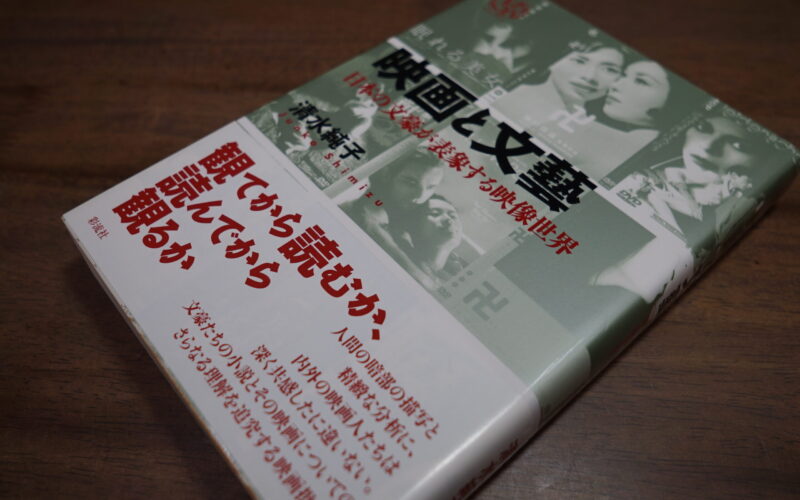 眠れる美女
映画と文藝
日本の文豪が表象する映像世界
清水純子
Junko Shimizu
卍
卍
DVD
観てから読むか、
読んでから
観るか
人間の暗部の描写と
精緻な分析に、
内外の映画人たちは
深く共感したに違いない。
文豪たちの小説とその映画についての
さらなる理解を追究する映画
彩流社